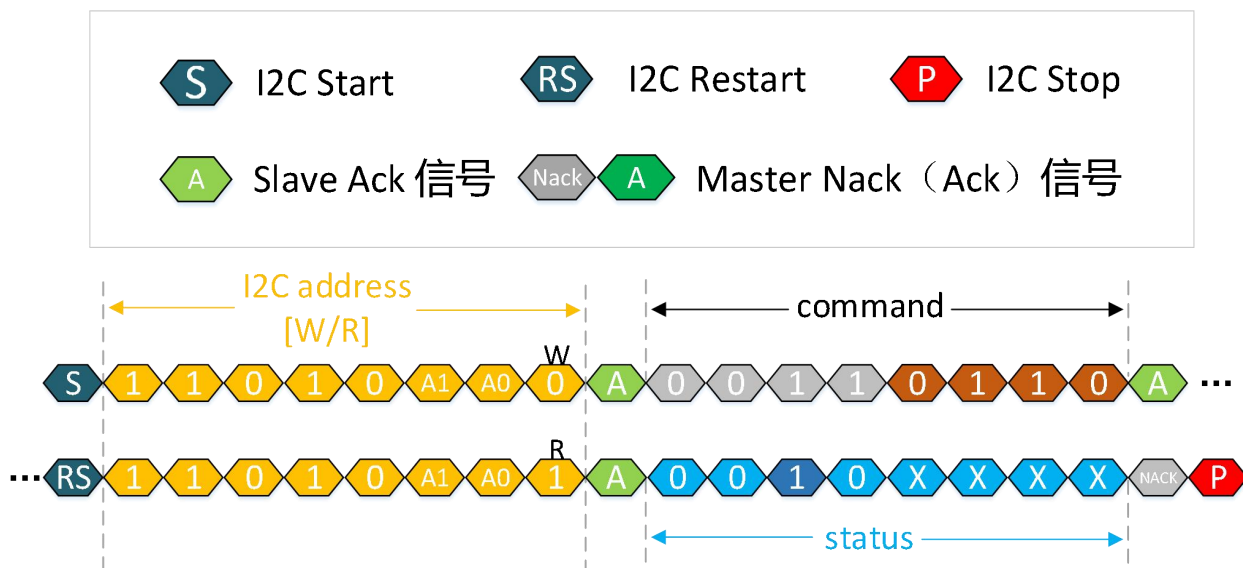 S I2C Start RS I2C Restart P I2C Stop
A Slave Ack 信号 Nack A Master Nack（Ack）信号
I2C address
[W/R]
command
W
S 1 1 0 1 0 A1 A0 0 A 0 0 1 1 0 1 1 0 A ...
R
...RS 1 1 0 1 0 A1 A0 1 A 0 0 1 0 X X X X NACK P
status